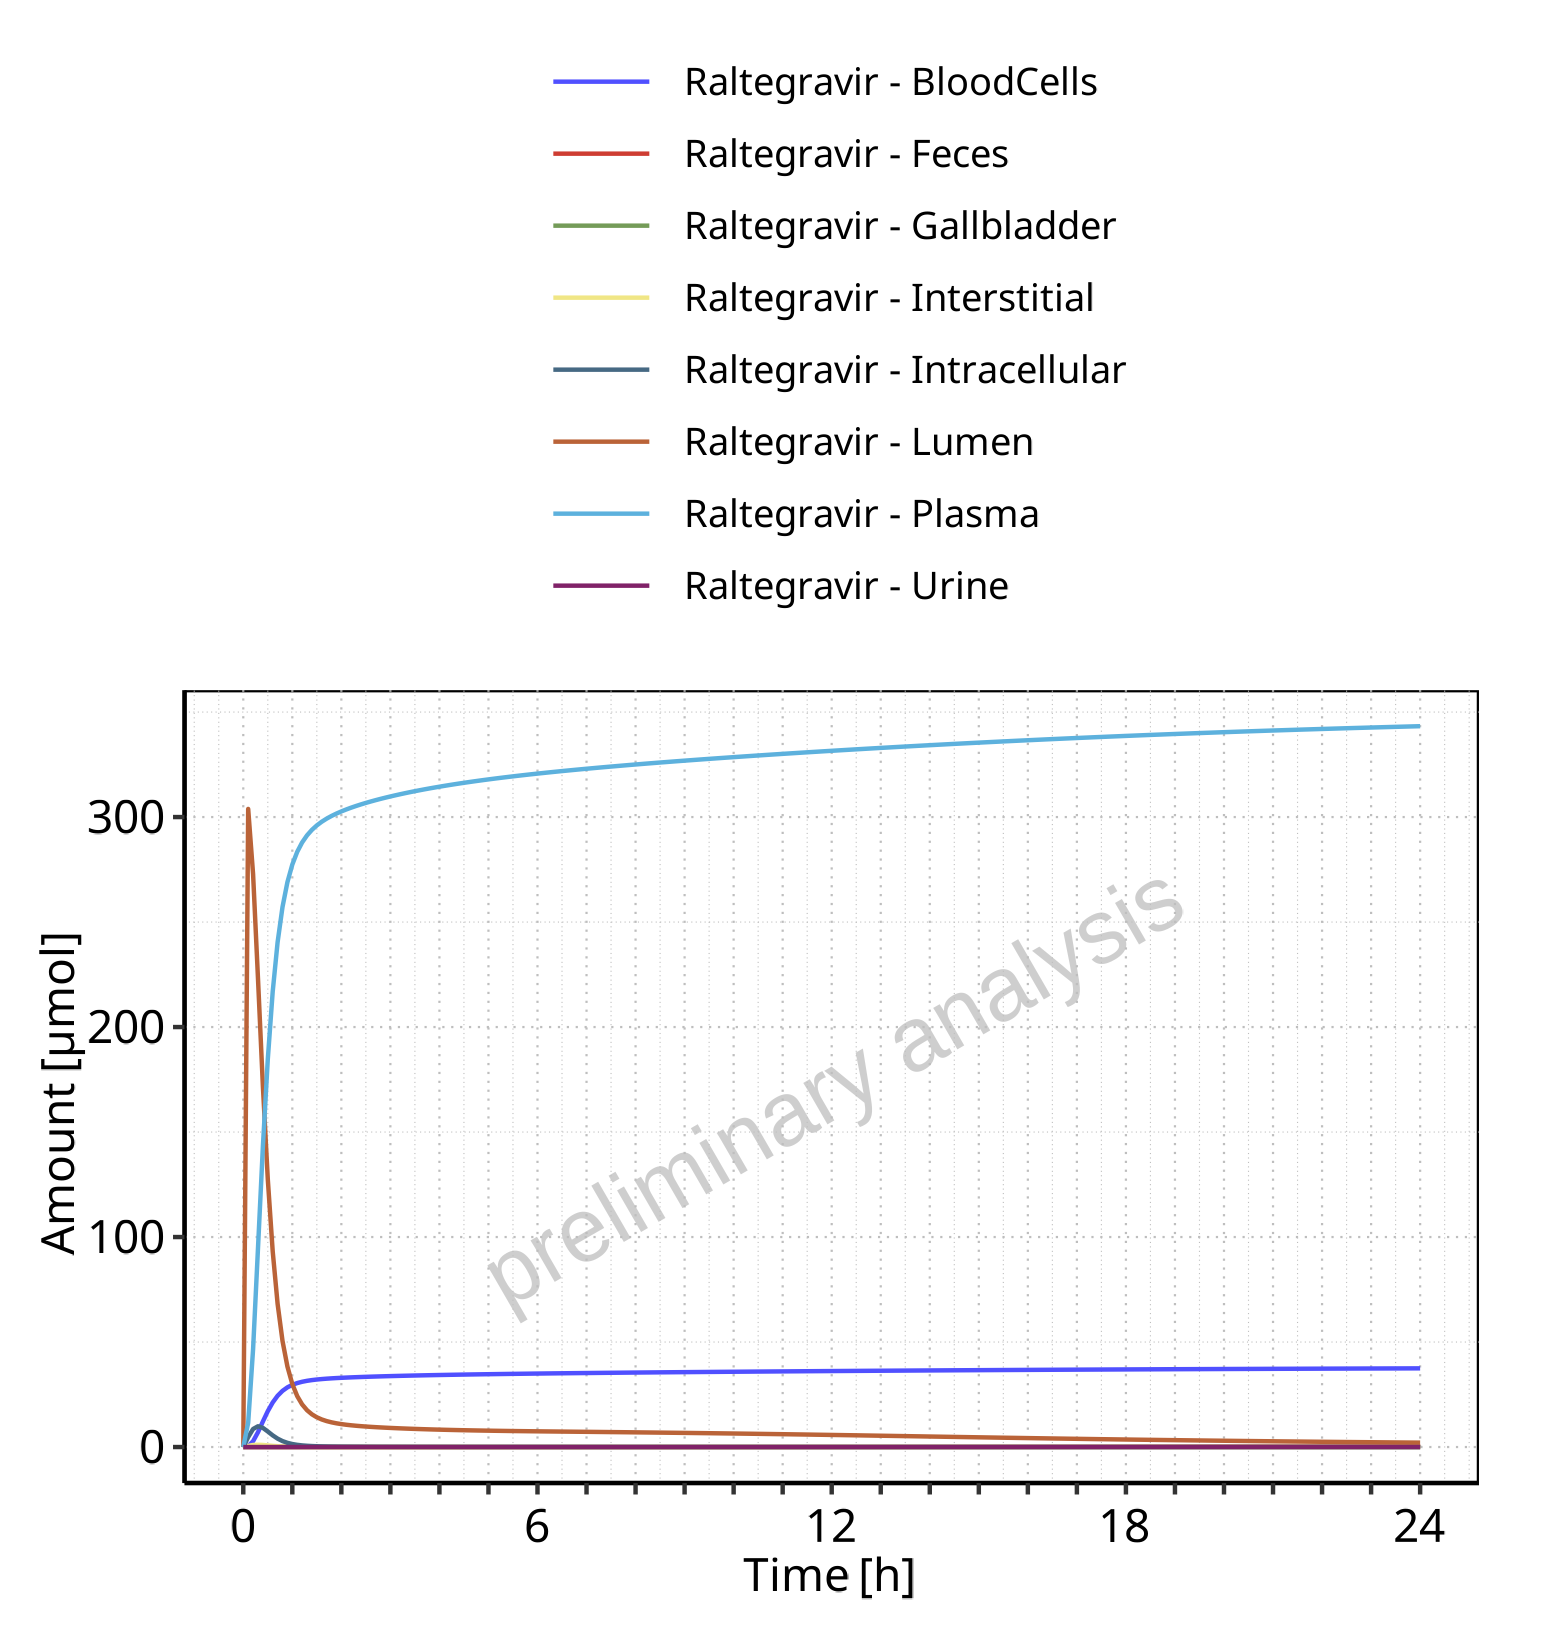 Raltegravir - BloodCells
Raltegravir - Feces
Raltegravir - Gallbladder
Raltegravir - Interstitial
Raltegravir - Intracellular
Raltegravir - Lumen
Raltegravir - Plasma
Raltegravir - Urine
Amount [µmol]
300
200
100
0
preliminary analysis
0 6 12 18 24
Time [h]